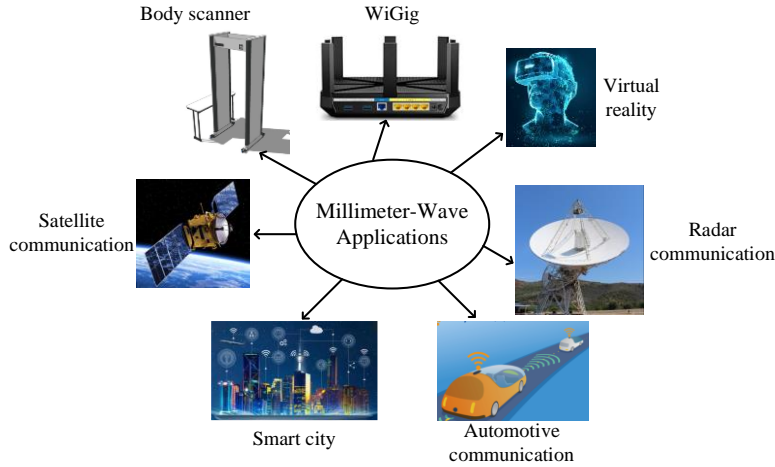 Body scanner
WiGig
Virtual
reality
Millimeter-Wave
Applications
Satellite
communication
Radar
communication
Smart city
Automotive
communication